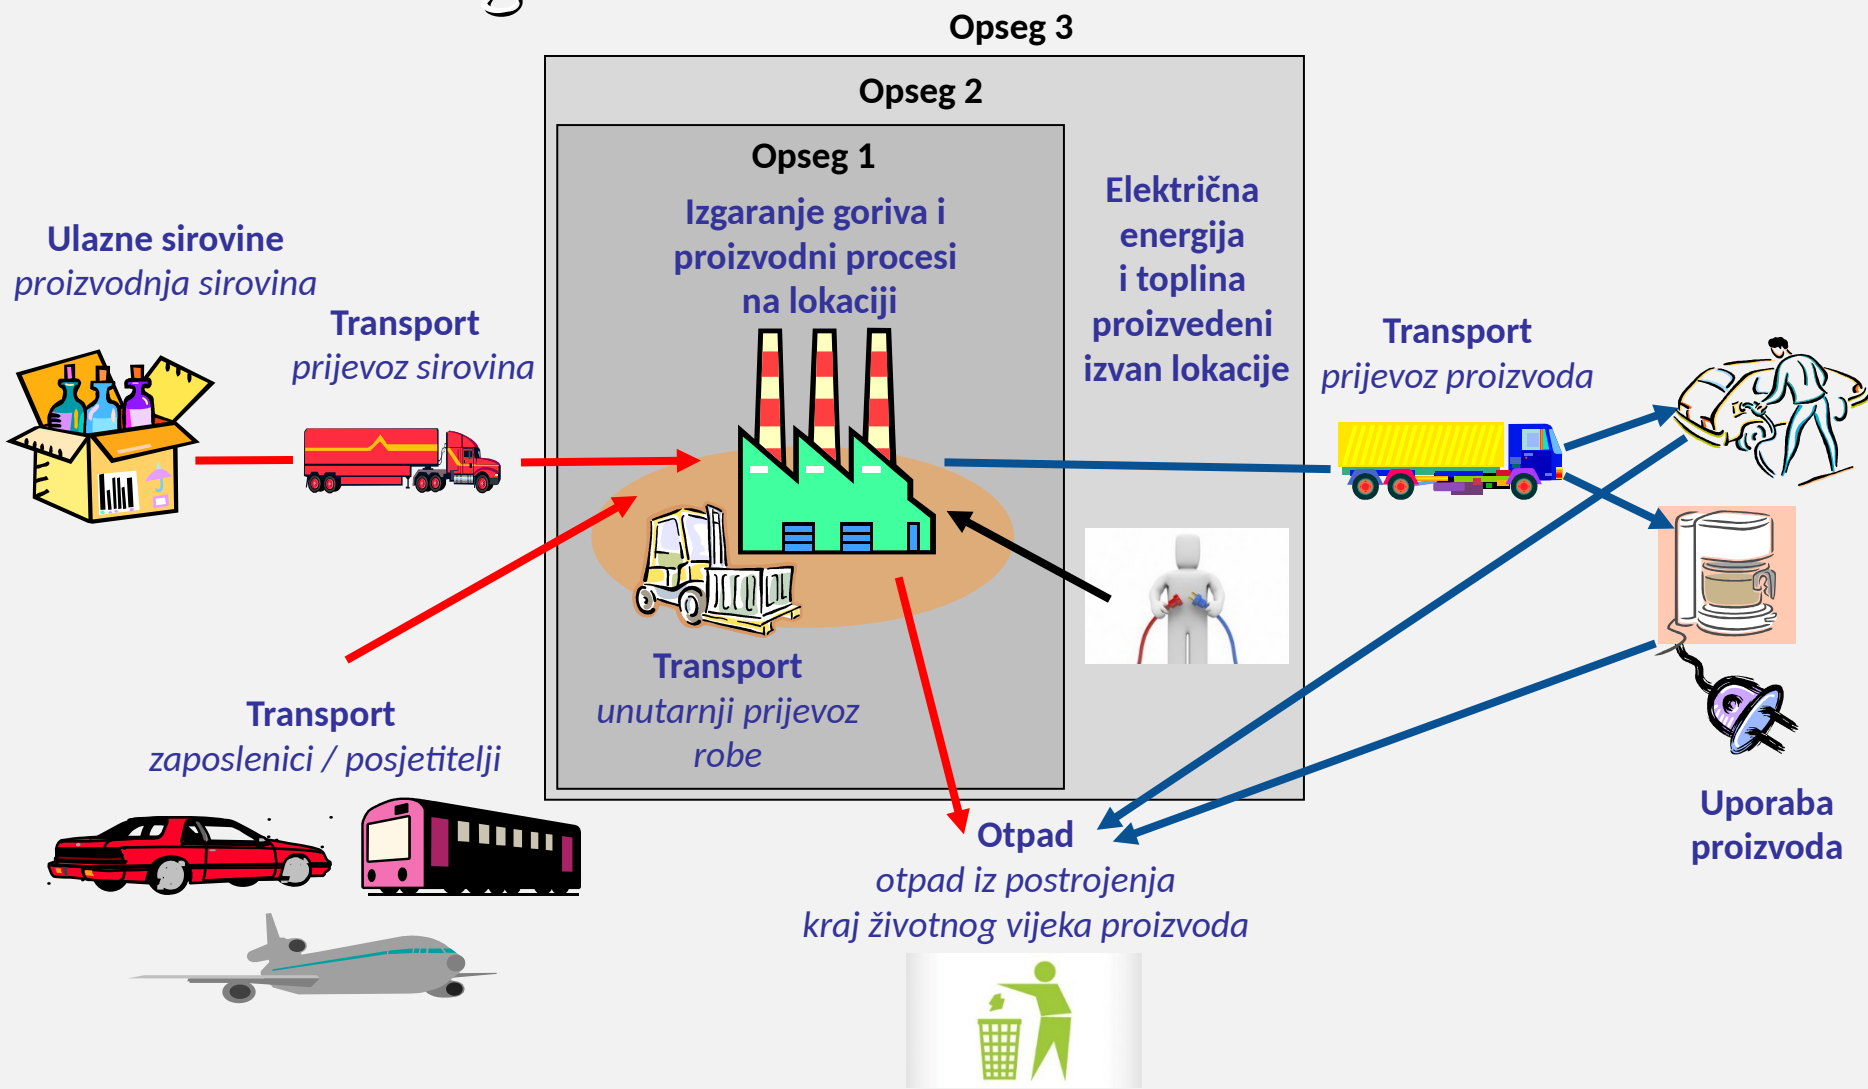 Opseg 3
Opseg 2
Opseg 1
Izgaranje goriva i
proizvodni procesi
na lokaciji
Električna
energija
i toplina
proizvedeni
izvan lokacije
Ulazne sirovine
proizvodnja sirovina
Transport
prijevoz sirovina
Transport
prijevoz proizvoda
Transport
unutarnji prijevoz
robe
Transport
zaposlenici / posjetitelji
Uporaba
proizvoda
Otpad
otpad iz postrojenja
kraj životnog vijeka proizvoda